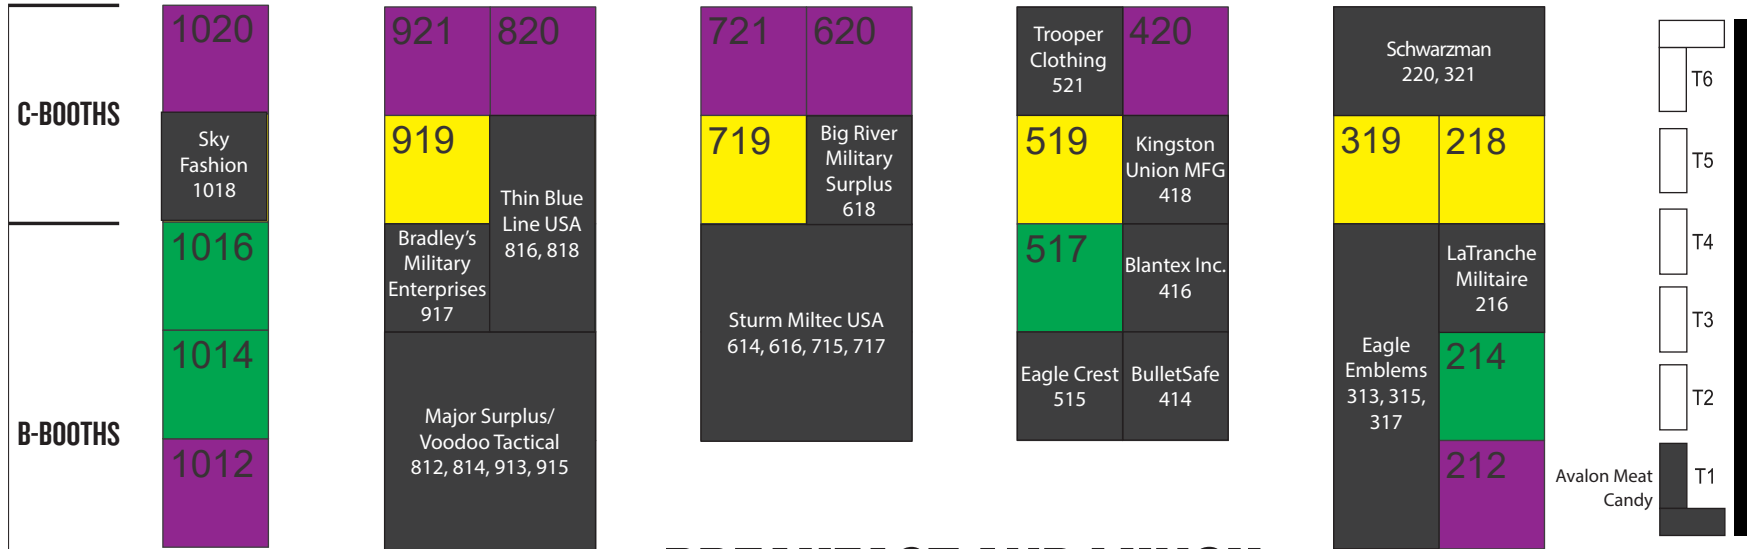 C-BOOTHS
B-BOOTHS
1020
Sky
Fashion
1018
1016
1014
1012
921
820
919
Thin Blue
Line USA
816, 818
Bradley's
Military
Enterprises
917
Major Surplus/
Voodoo Tactical
812, 814, 913, 915
721
620
719
Big River
Military
Surplus
618
Sturm Miltec USA
614, 616, 715, 717
Trooper
Clothing
521
420
519
Kingston
Union MFG
418
517
Blantex Inc.
416
Eagle Crest
515
BulletSafe
414
Schwarzman
220, 321
319
218
LaTranche
Militaire
216
Eagle
Emblems
313, 315,
317
214
212
T6
T5
T4
T3
T2
T1
Avalon Meat
Candy